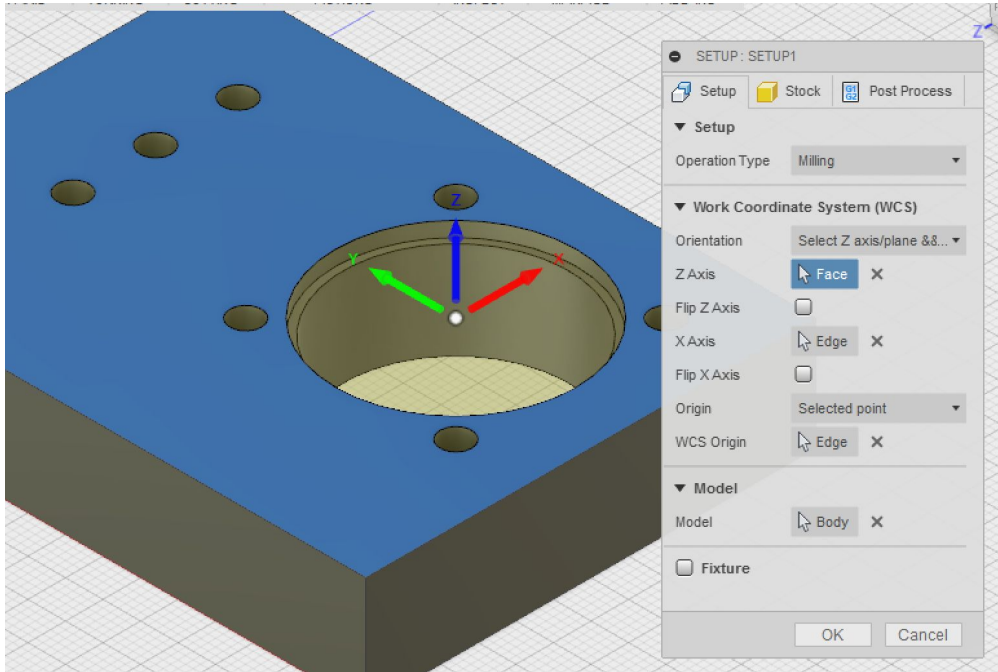 Z
SETUP : SETUP1
Setup
Stock
G1
G2
Post Process
Setup
Operation Type
Milling
Work Coordinate System (WCS)
Orientation
Select Z axis/plane &&...
Z Axis
Face
Flip Z Axis
X Axis
Edge
Flip X Axis
Origin
Selected point
WCS Origin
Edge
Model
Model
Body
Fixture
OK
Cancel
Z
Y
X